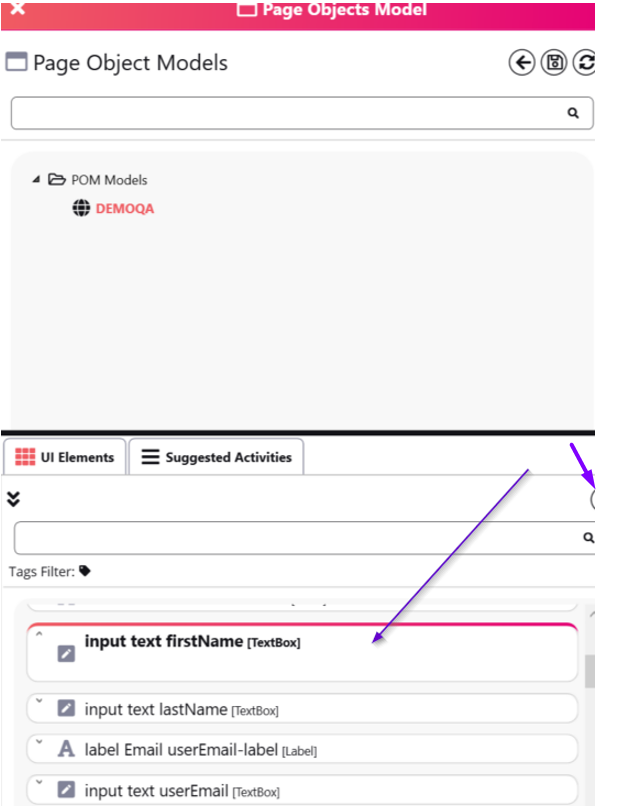 Page Objects Model
Page Object Models
POM Models
DEMOQA
UI Elements
Suggested Activities
Tags Filter:
input text firstName [TextBox]
input text lastName [TextBox]
label Email userEmail-label [Label]
input text userEmail [TextBox]